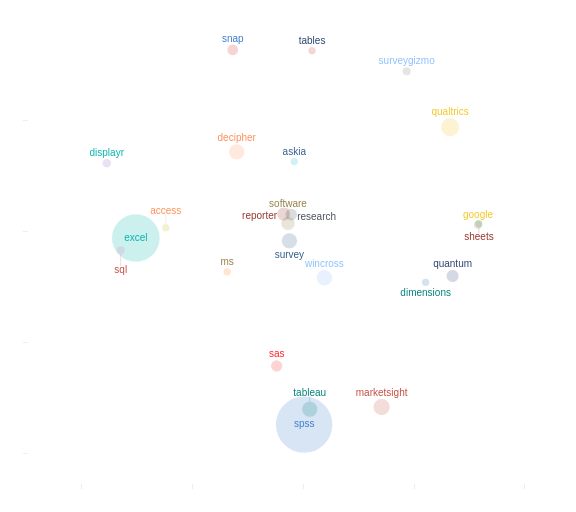 snap
tables
surveygizmo
qualtrics
decipher
askia
displayr
software
access
reporter
research
google
excel
sheets
survey
sql
ms
wincross
quantum
dimensions
sas
tableau
marketsight
spss